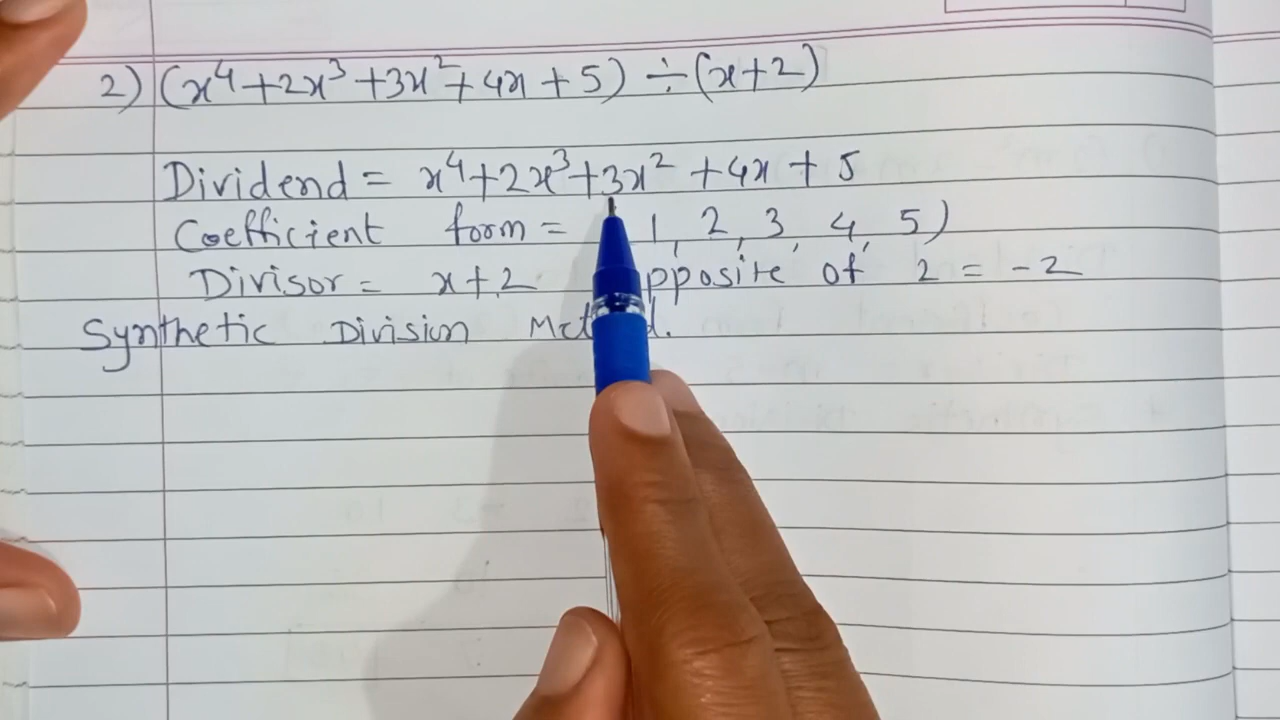 2) (x⁴+2x³+3x²+4x+5) ÷ (x+2)
Dividend = x⁴+2x³+3x²+4x+5
Coefficient form = 1, 2, 3, 4, 5)
Divisor = x+2 of 2 = -2
Synthetic Division